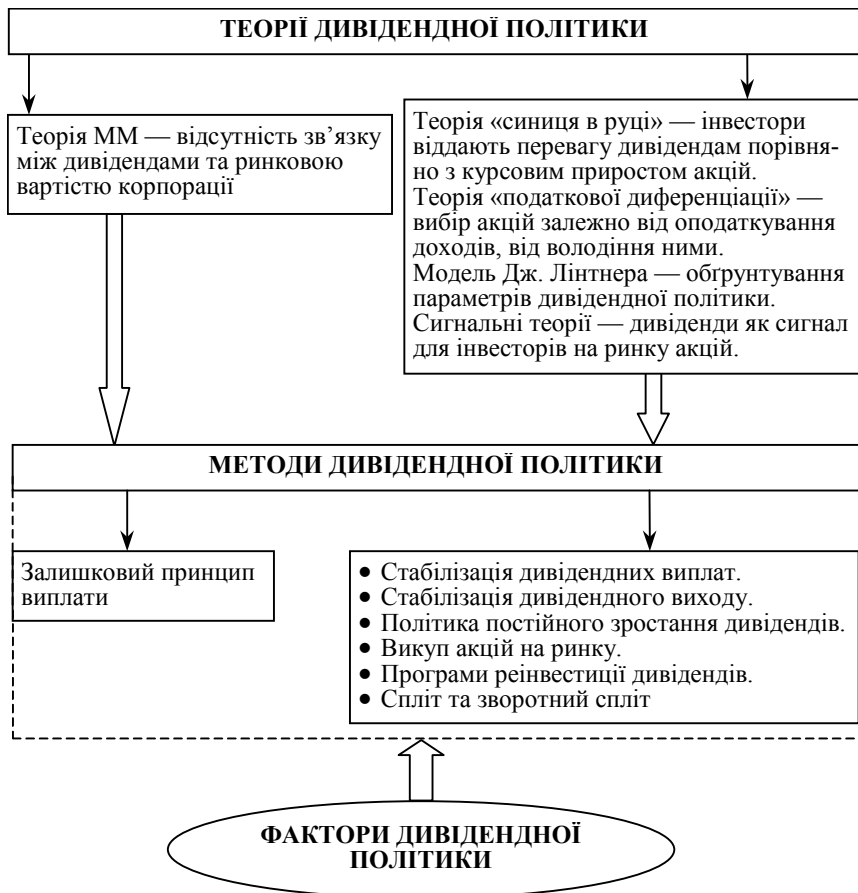 ТЕОРІЇ ДИВІДЕНДНОЇ ПОЛІТИКИ
Теорія ММ — відсутність зв’язку
між дивідендами та ринковою
вартістю корпорації
Теорія «синиця в руці» — інвестори
віддають перевагу дивідендам порівня-
но з курсовим приростом акцій.
Теорія «податкової диференціації» —
вибір акцій залежно від оподаткування
доходів, від володіння ними.
Модель Дж. Лінтнера — обґрунтування
параметрів дивідендної політики.
Сигнальні теорії — дивіденди як сигнал
для інвесторів на ринку акцій.
МЕТОДИ ДИВІДЕНДНОЇ ПОЛІТИКИ
Залишковий принцип
виплати
• Стабілізація дивідендних виплат.
• Стабілізація дивідендного виходу.
• Політика постійного зростання дивідендів.
• Викуп акцій на ринку.
• Програми реінвестиції дивідендів.
• Спліт та зворотний спліт
ФАКТОРИ ДИВІДЕНДНОЇ
ПОЛІТИКИ